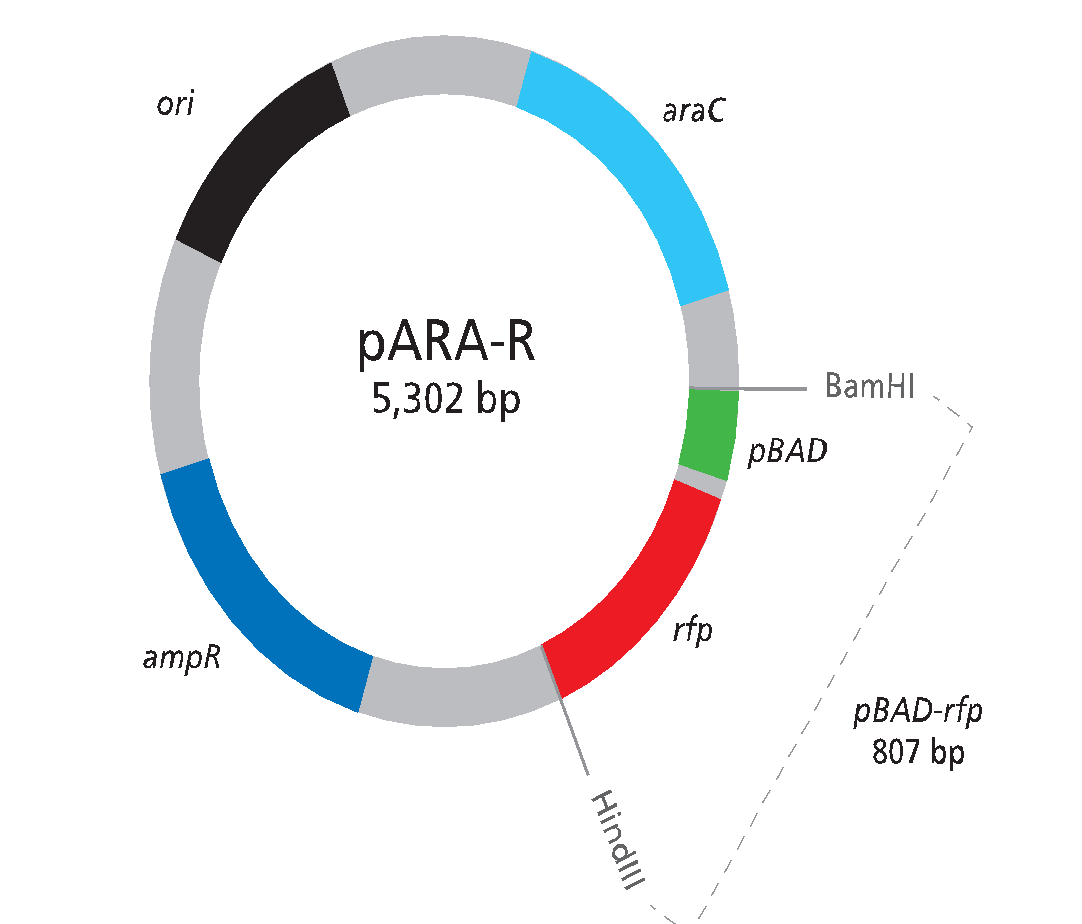 ori
araC
pARA-R
5,302 bp
BamHI
pBAD
rfp
ampR
pBAD-rfp
807 bp
HindIII